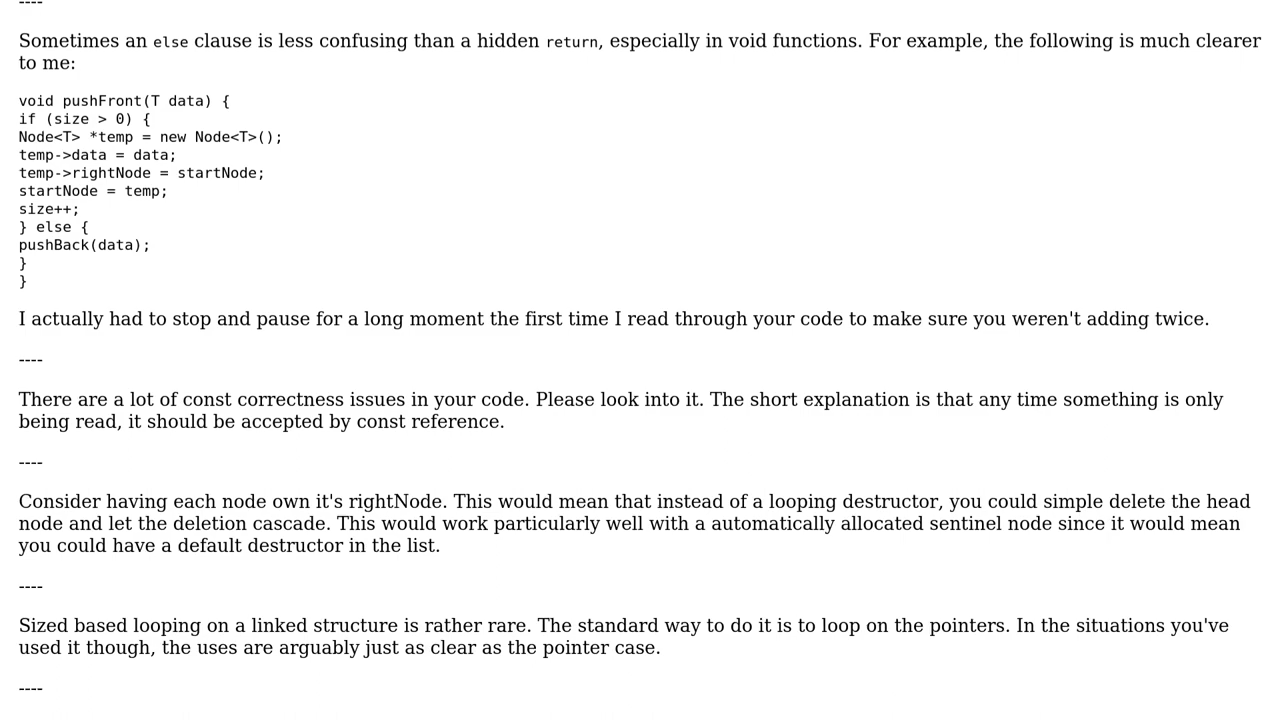 ----
Sometimes an else clause is less confusing than a hidden return, especially in void functions. For example, the following is much clearer
to me:
void pushFront(T data) {
if (size > 0) {
Node<T> *temp = new Node<T>();
temp->data = data;
temp->rightNode = startNode;
startNode = temp;
size++;
} else {
pushBack(data);
}
}
I actually had to stop and pause for a long moment the first time I read through your code to make sure you weren't adding twice.
----
There are a lot of const correctness issues in your code. Please look into it. The short explanation is that any time something is only
being read, it should be accepted by const reference.
----
Consider having each node own it's rightNode. This would mean that instead of a looping destructor, you could simple delete the head
node and let the deletion cascade. This would work particularly well with a automatically allocated sentinel node since it would mean
you could have a default destructor in the list.
----
Sized based looping on a linked structure is rather rare. The standard way to do it is to loop on the pointers. In the situations you've
used it though, the uses are arguably just as clear as the pointer case.
----